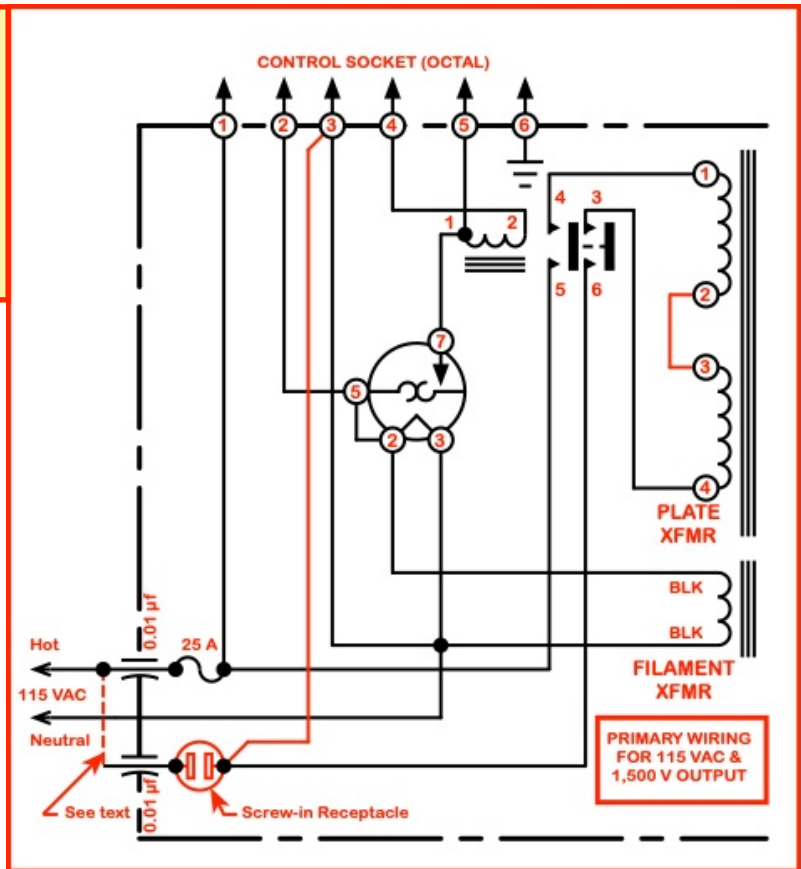 CONTROL SOCKET (OCTAL)
1 2 3 4 5 6
1 2
4 3
5 6
1
2
3
4
7
5
2 3
PLATE
XFMR
BLK
BLK
FILAMENT
XFMR
0.01 µf
25 A
Hot
115 VAC
Neutral
0.01 µf
See text
Screw-in Receptacle
PRIMARY WIRING
FOR 115 VAC &
1,500 V OUTPUT